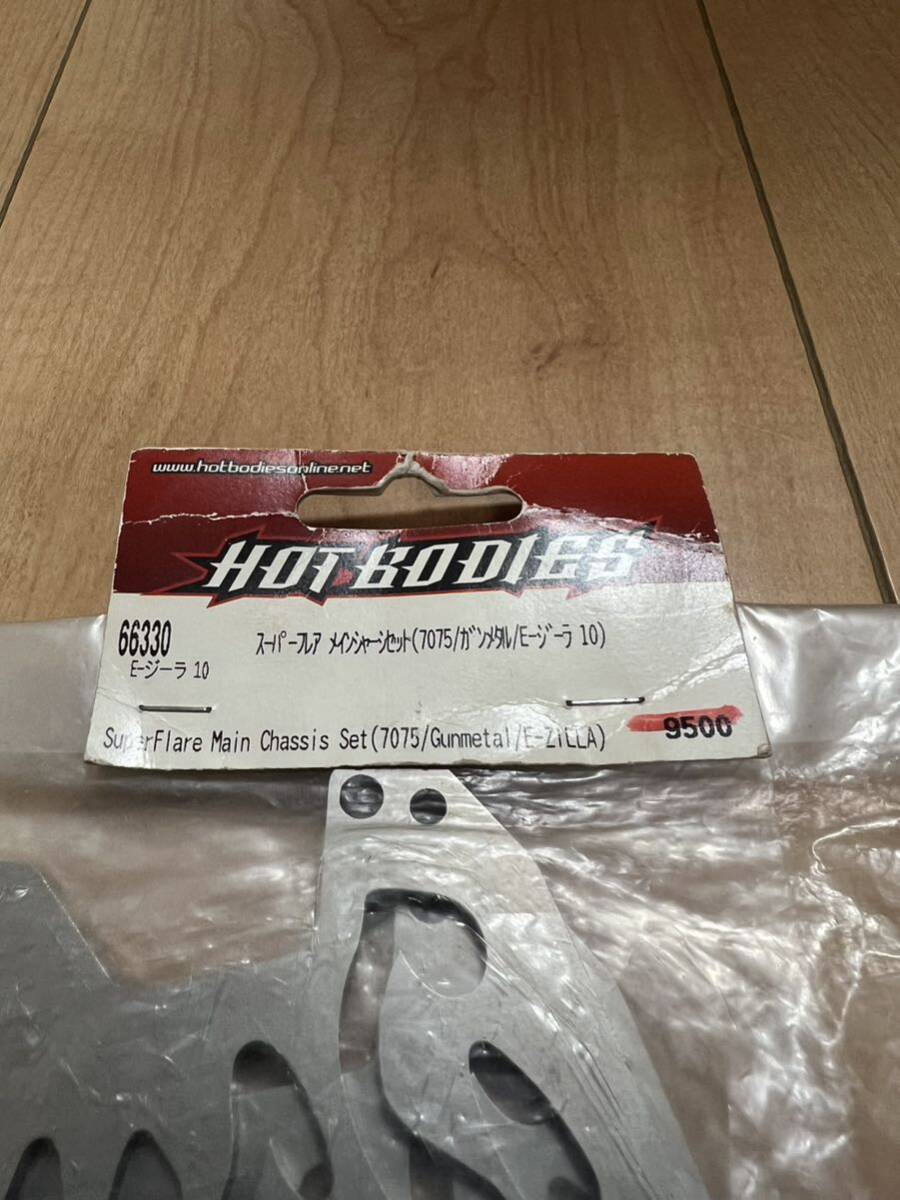 www.hotbodiesonline.net
HOT BODIES
66330
スーパーフレア メインシャーシセット(7075/ガンメタル/E-ジーラ 10)
E-ジーラ 10
SuperFlare Main Chassis Set(7075/Gunmetal/E-ZiLLA)
9500